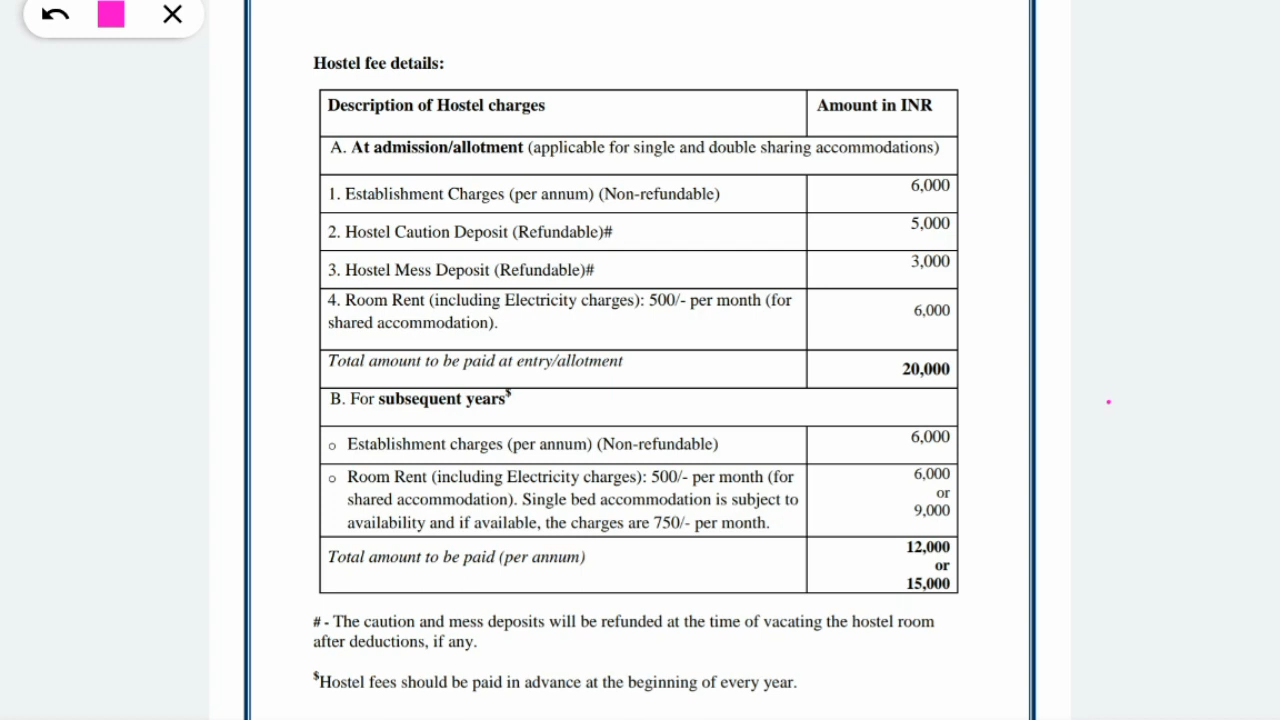 Hostel fee details:
Description of Hostel charges Amount in INR
A. At admission/allotment (applicable for single and double sharing accommodations)
1. Establishment Charges (per annum) (Non-refundable) 6,000
2. Hostel Caution Deposit (Refundable)# 5,000
3. Hostel Mess Deposit (Refundable)# 3,000
4. Room Rent (including Electricity charges): 500/- per month (for
shared accommodation). 6,000
Total amount to be paid at entry/allotment 20,000
B. For subsequent years$
o Establishment charges (per annum) (Non-refundable) 6,000
o Room Rent (including Electricity charges): 500/- per month (for 6,000
shared accommodation). Single bed accommodation is subject to or
availability and if available, the charges are 750/- per month. 9,000
Total amount to be paid (per annum) 12,000
or
15,000
# - The caution and mess deposits will be refunded at the time of vacating the hostel room
after deductions, if any.
$Hostel fees should be paid in advance at the beginning of every year.